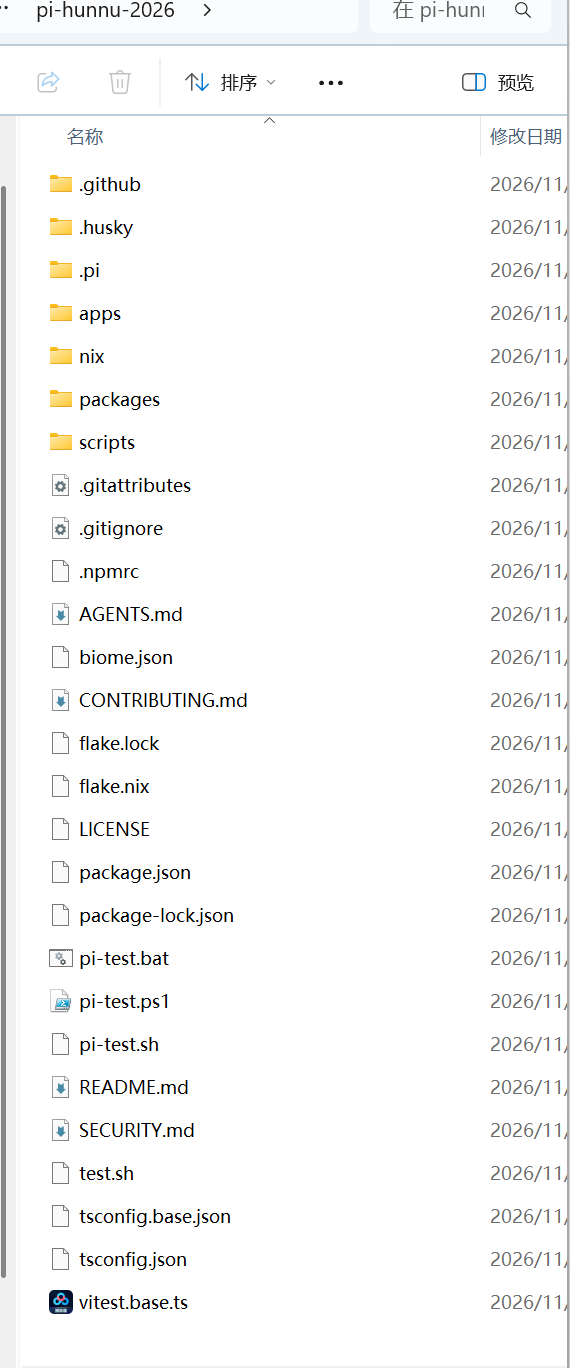 pi-hunnu-2026
在 pi-hunn
排序 预览
名称 修改日期
.github 2026/11/
.husky 2026/11/
.pi 2026/11/
apps 2026/11/
nix 2026/11/
packages 2026/11/
scripts 2026/11/
.gitattributes 2026/11/
.gitignore 2026/11/
.npmrc 2026/11/
AGENTS.md 2026/11/
biome.json 2026/11/
CONTRIBUTING.md 2026/11/
flake.lock 2026/11/
flake.nix 2026/11/
LICENSE 2026/11/
package.json 2026/11/
package-lock.json 2026/11/
pi-test.bat 2026/11/
pi-test.ps1 2026/11/
pi-test.sh 2026/11/
README.md 2026/11/
SECURITY.md 2026/11/
test.sh 2026/11/
tsconfig.base.json 2026/11/
tsconfig.json 2026/11/
vitest.base.ts 2026/11/